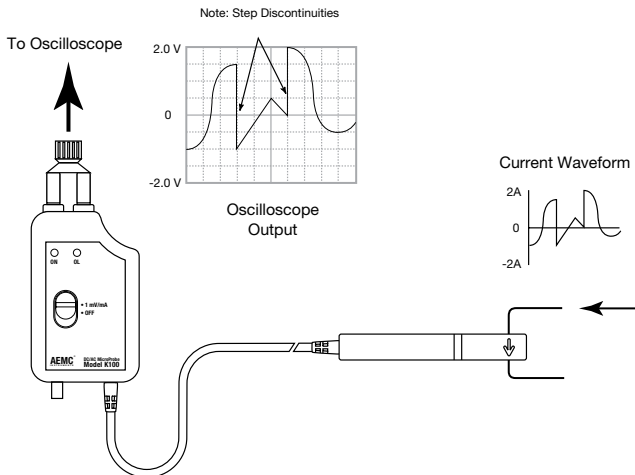 Note: Step Discontinuities
To Oscilloscope
2.0 V
0
-2.0 V
Oscilloscope
Output
Current Waveform
2A
0
-2A
ON OL
• 1 mV/mA
• OFF
AEMC®
DC/AC MicroProbe
Model K100